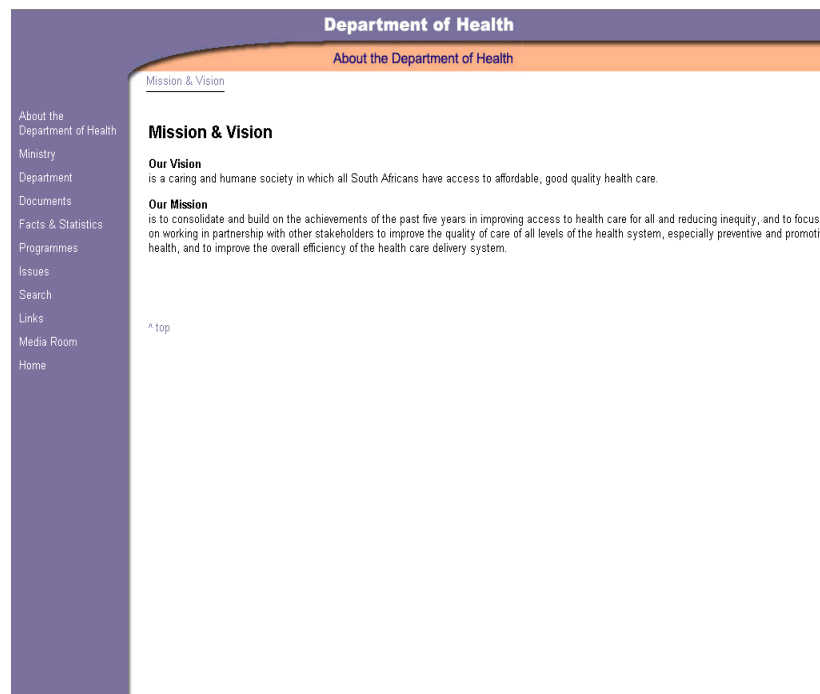 Department of Health
About the Department of Health
Mission & Vision
About the
Department of Health
Ministry
Department
Documents
Facts & Statistics
Programmes
Issues
Search
Links
Media Room
Home
Mission & Vision
Our Vision
is a caring and humane society in which all South Africans have access to affordable, good quality health care.
Our Mission
is to consolidate and build on the achievements of the past five years in improving access to health care for all and reducing inequity, and to focus
on working in partnership with other stakeholders to improve the quality of care of all levels of the health system, especially preventive and promoti
health, and to improve the overall efficiency of the health care delivery system.
^ top